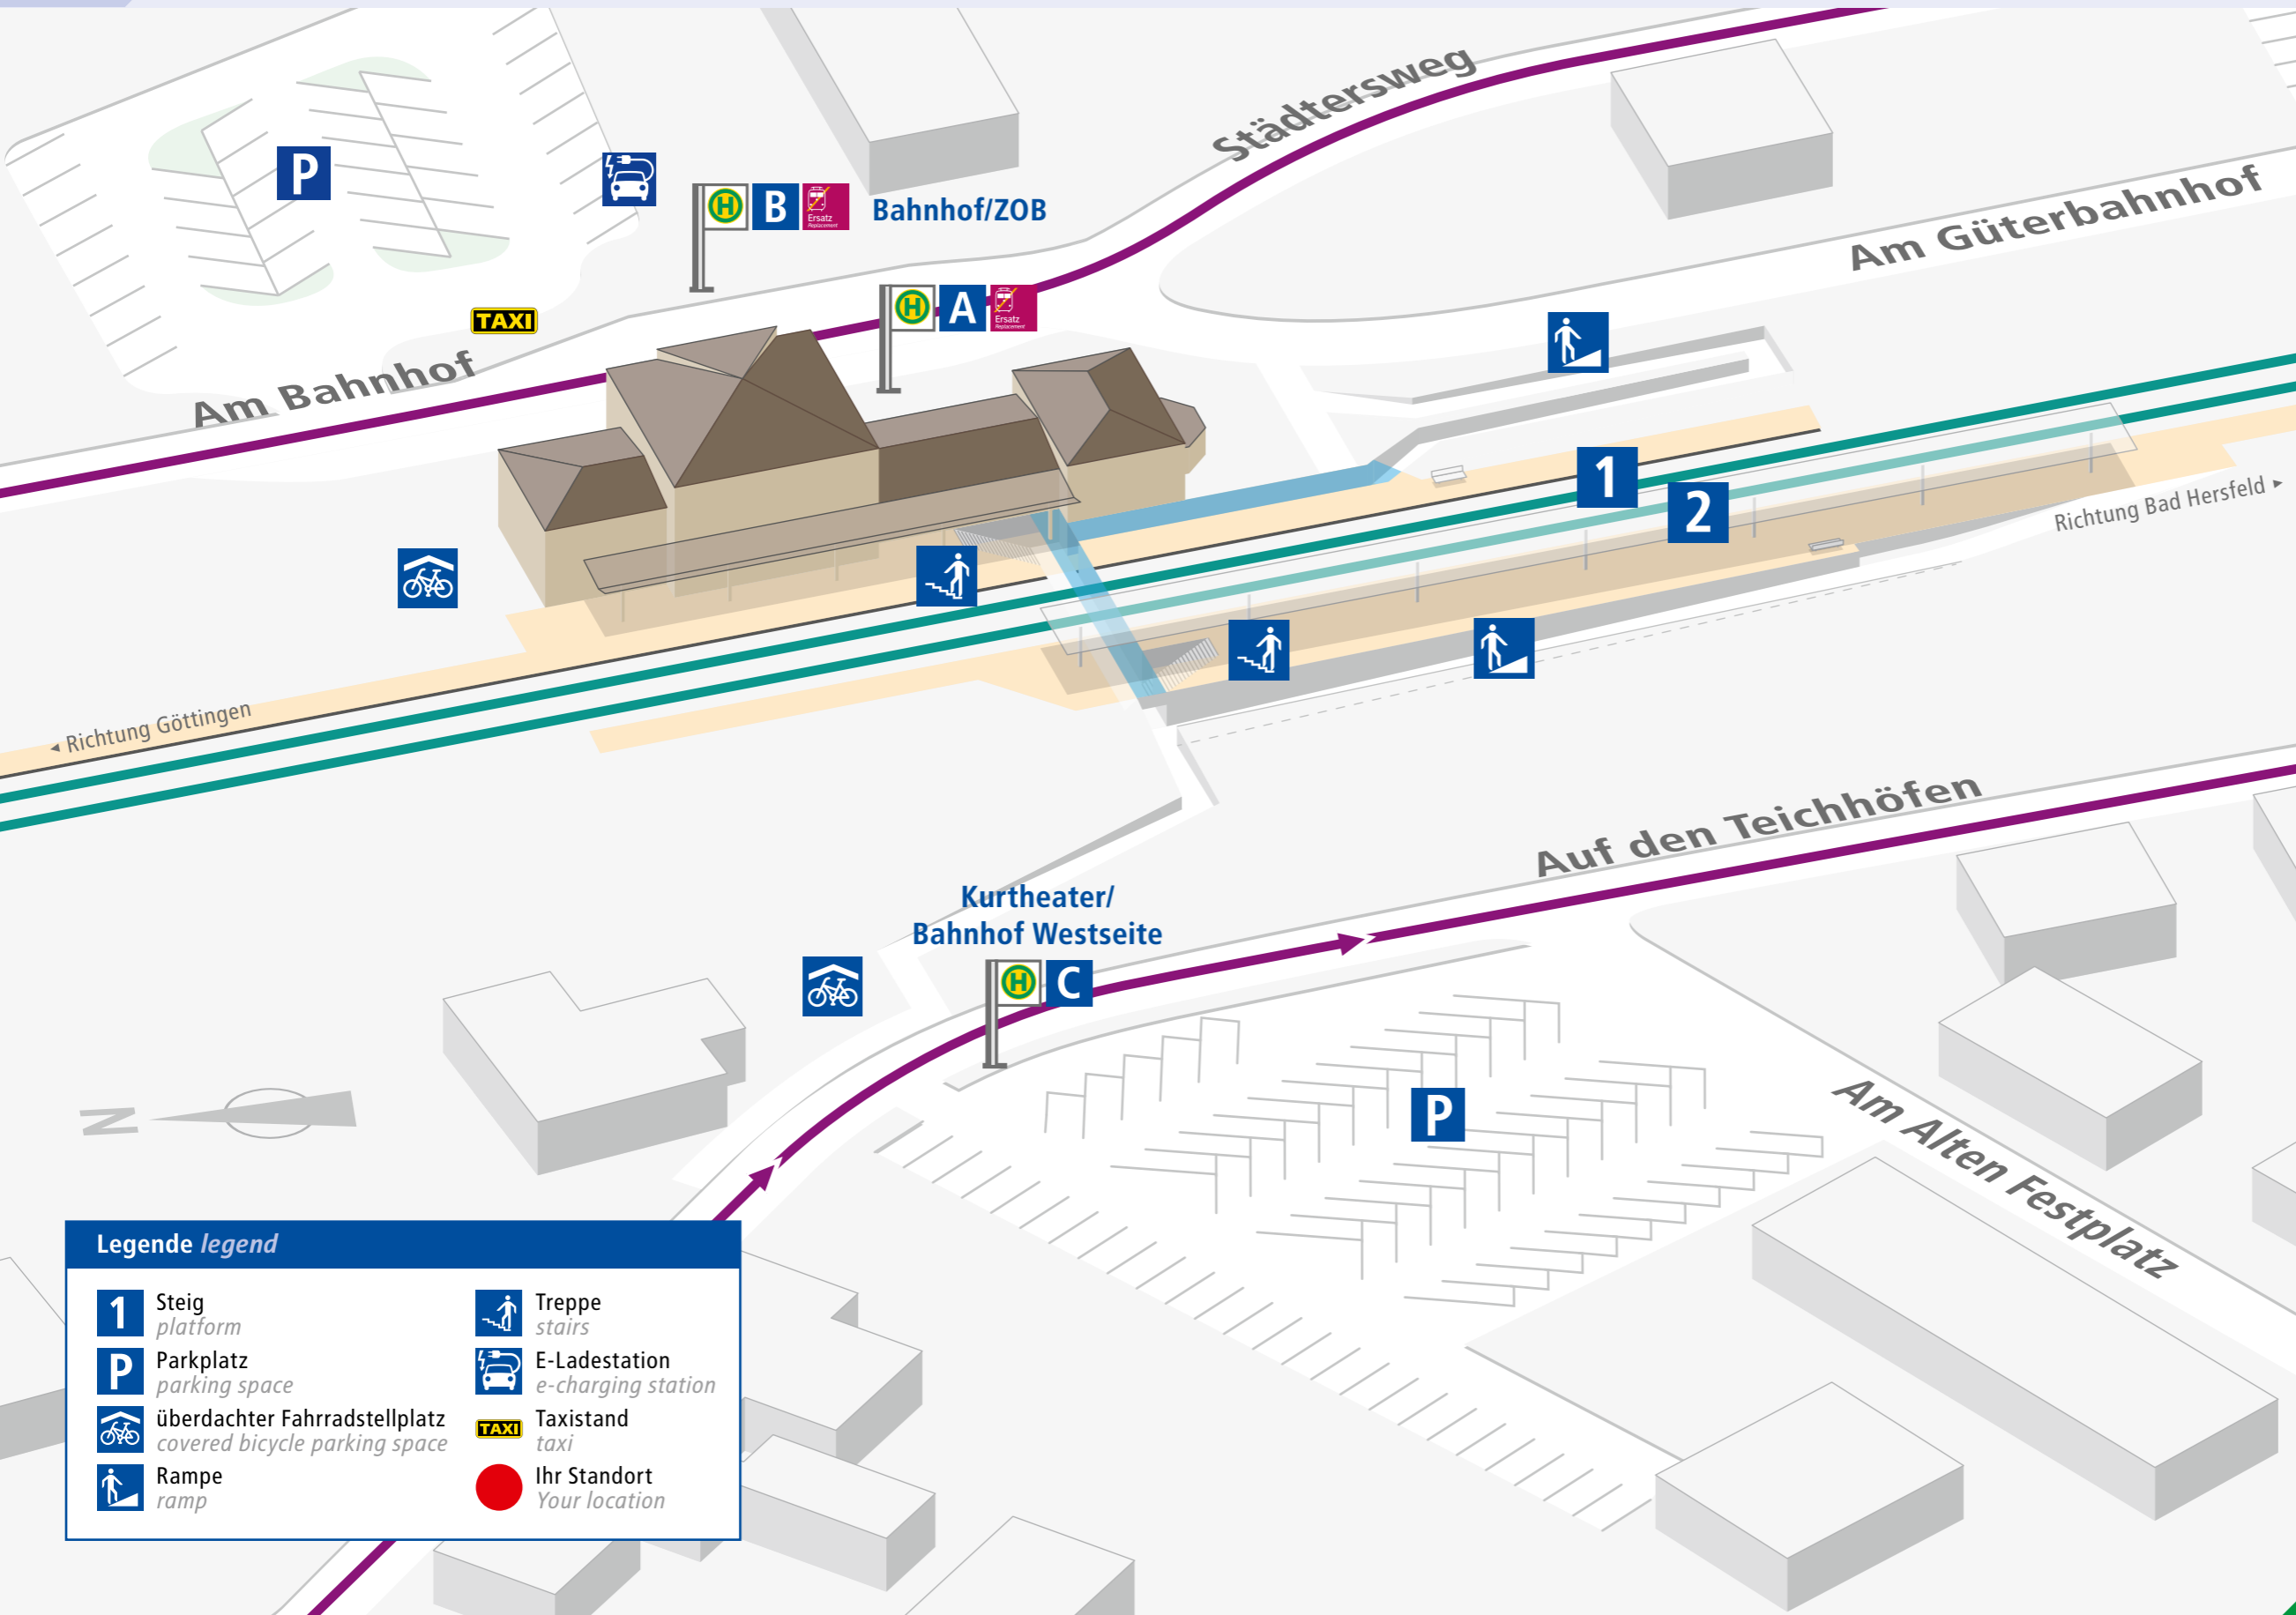 Städtersweg
P
H
B
Ersatz
Replacement
Bahnhof/ZOB
Am Güterbahnhof
H
A
Ersatz
Replacement
TAXI
Am Bahnhof
1
2
Richtung Bad Hersfeld ►
◄ Richtung Göttingen
Auf den Teichhöfen
Kurtheater/
Bahnhof Westseite
H
C
N
P
Am Alten Festplatz
Legende legend
1
Steig
platform
P
Parkplatz
parking space
überdachter Fahrradstellplatz
covered bicycle parking space
Rampe
ramp
Treppe
stairs
E-Ladestation
e-charging station
TAXI
Taxistand
taxi
Ihr Standort
Your location